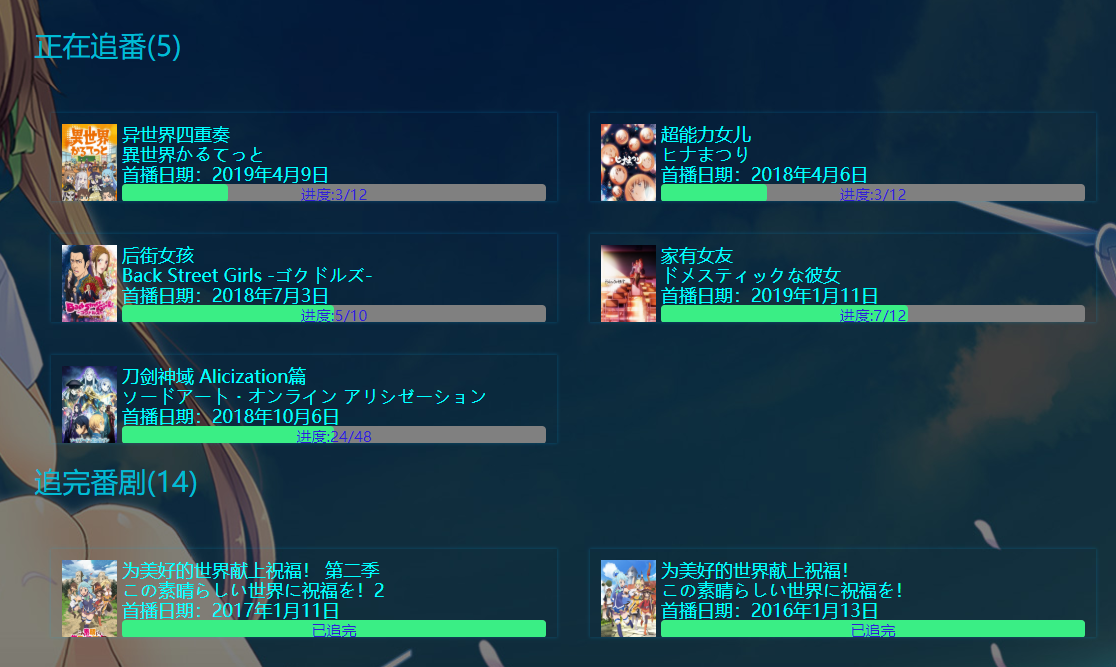 正在追番(5)
异世界四重奏
異世界かるてっと
首播日期：2019年4月9日
进度:3/12
超能力女儿
ヒナまつり
首播日期：2018年4月6日
进度:3/12
后街女孩
Back Street Girls -ゴクドルズ-
首播日期：2018年7月3日
进度:5/10
家有女友
ドメスティックな彼女
首播日期：2019年1月11日
进度:7/12
刀剑神域 Alicization篇
ソードアート・オンライン アリシゼーション
首播日期：2018年10月6日
进度:24/48
追完番剧(14)
为美好的世界献上祝福！ 第二季
この素晴らしい世界に祝福を！2
首播日期：2017年1月11日
已追完
为美好的世界献上祝福！
この素晴らしい世界に祝福を！
首播日期：2016年1月13日
已追完
異世界
かるてっと
ヒナまつり